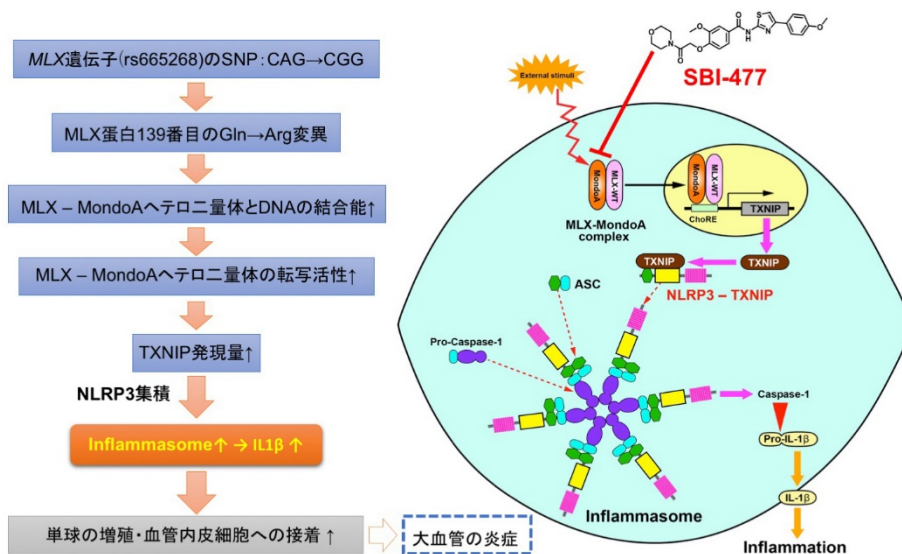 MLX遺伝子(rs665268)のSNP：CAG→CGG
MLX蛋白139番目のGln→Arg変異
MLX – MondoAヘテロ二量体とDNAの結合能↑
MLX – MondoAヘテロ二量体の転写活性↑
TXNIP発現量↑
NLRP3集積
Inflammasome↑ → IL1β ↑
単球の増殖・血管内皮細胞への接着 ↑
大血管の炎症
O
N
O
O
O
O
N
H
N
S
O
SBI-477
External stimuli
MondoA
MLX-WT
MLX-MondoA
complex
MondoA
MLX-WT
ChoRE
TXNIP
TXNIP
TXNIP
NLRP3 – TXNIP
ASC
Pro-Caspase-1
Caspase-1
Pro-IL-1β
IL-1β
Inflammasome
Inflammation